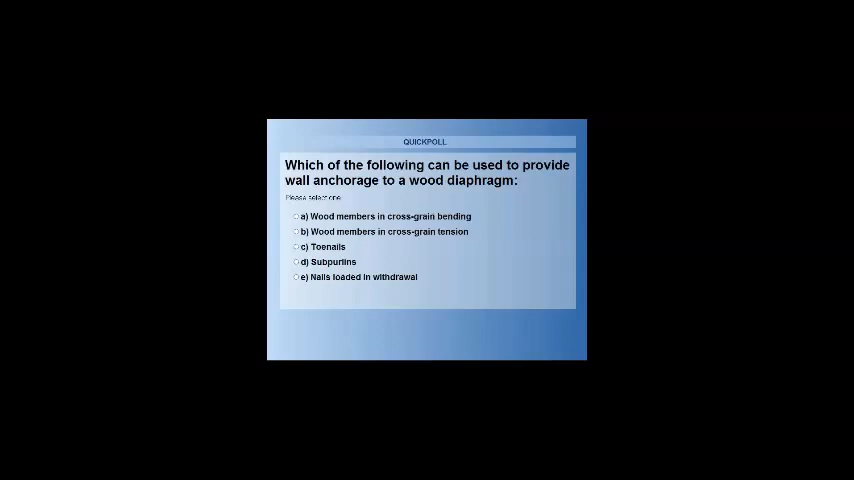 QUICKPOLL
Which of the following can be used to provide
wall anchorage to a wood diaphragm:
Please select one
a) Wood members in cross-grain bending
b) Wood members in cross-grain tension
c) Toenails
d) Subpurlins
e) Nails loaded in withdrawal